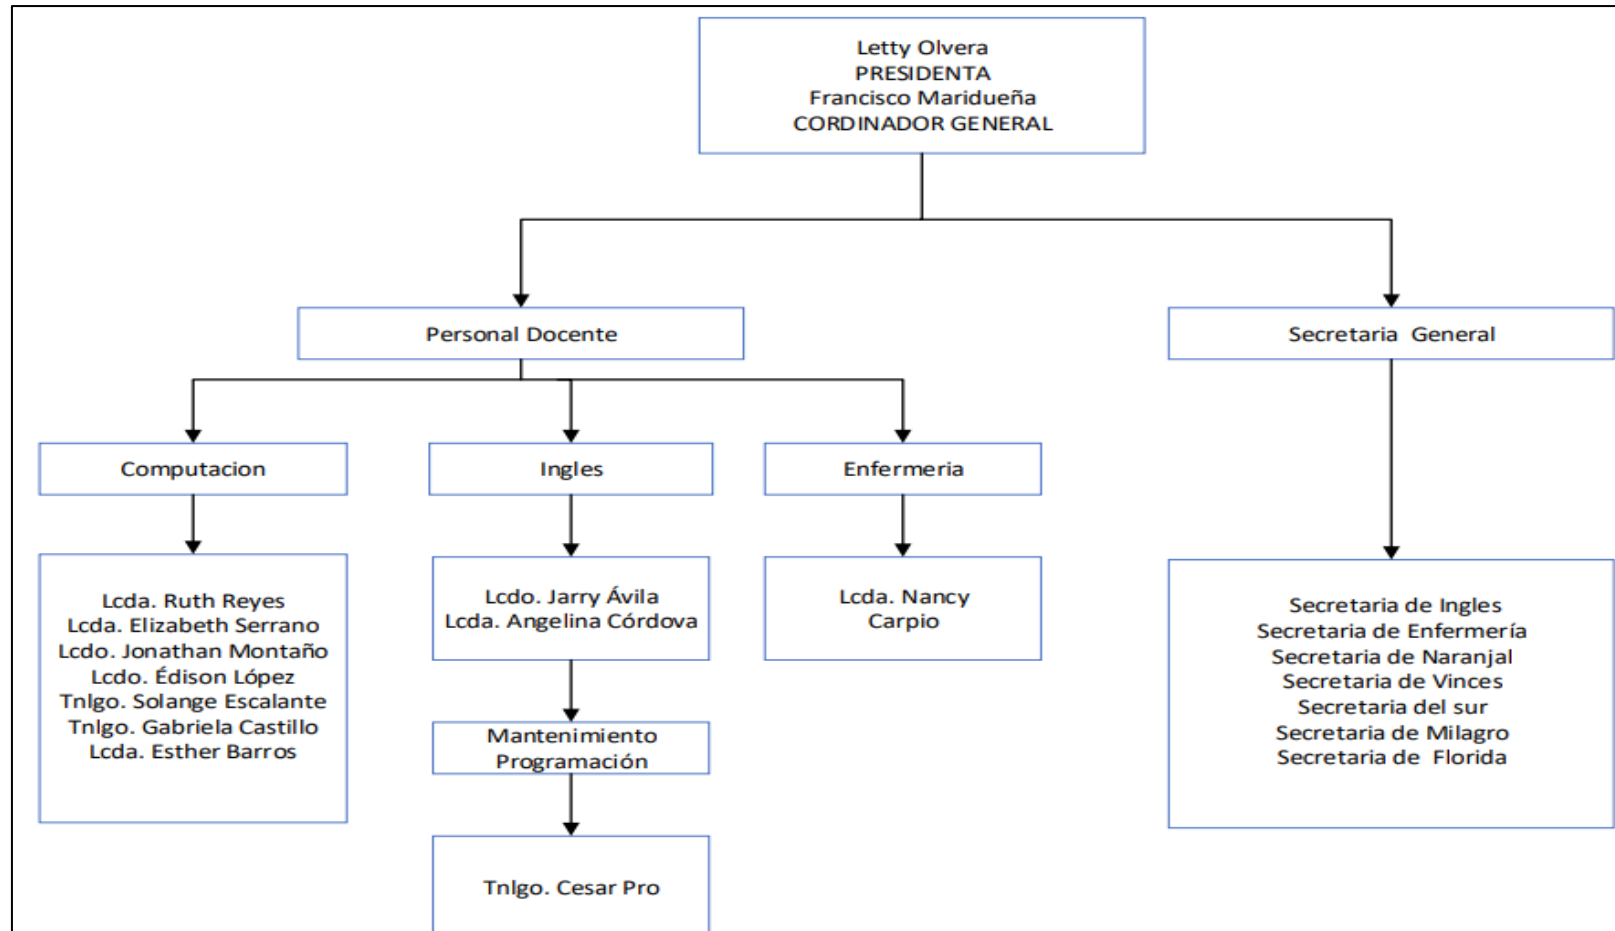 Letty Olvera
PRESIDENTA
Francisco Maridueña
CORDINADOR GENERAL
Personal Docente
Secretaria General
Computacion
Ingles
Enfermeria
Lcda. Ruth Reyes
Lcda. Elizabeth Serrano
Lcdo. Jonathan Montaño
Lcdo. Édison López
Tnlgo. Solange Escalante
Tnlgo. Gabriela Castillo
Lcda. Esther Barros
Lcdo. Jarry Ávila
Lcda. Angelina Córdova
Lcda. Nancy
Carpio
Secretaria de Ingles
Secretaria de Enfermería
Secretaria de Naranjal
Secretaria de Vinces
Secretaria del sur
Secretaria de Milagro
Secretaria de Florida
Mantenimiento
Programación
Tnlgo. Cesar Pro